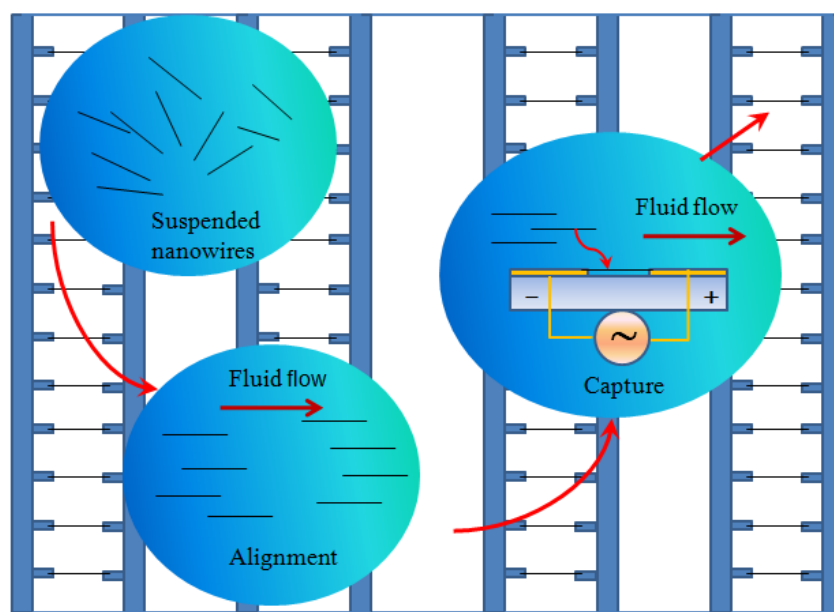 Suspended
nanowires
Fluid flow
Alignment
Fluid flow
− +
~
Capture